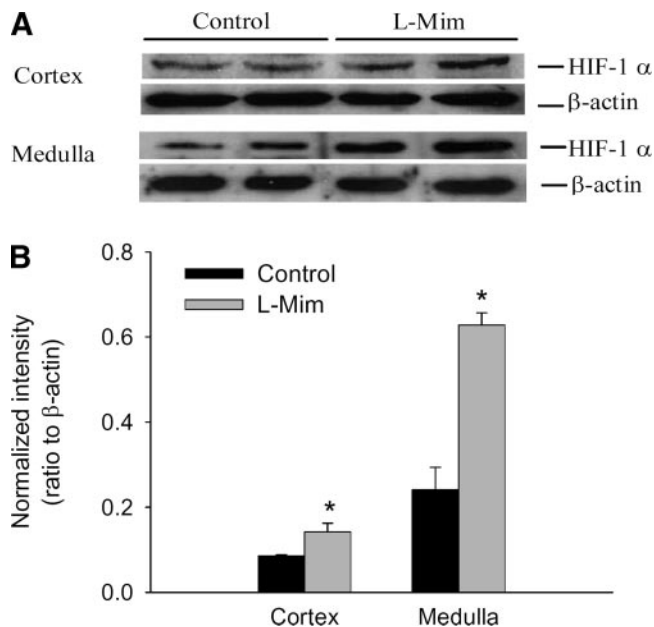 A
Control L-Mim
Cortex
HIF-1 α
β-actin
Medulla
HIF-1 α
β-actin
B
Normalized intensity
(ratio to β-actin)
0.8
0.6
0.4
0.2
0.0
Control
L-Mim
*
*
Cortex Medulla